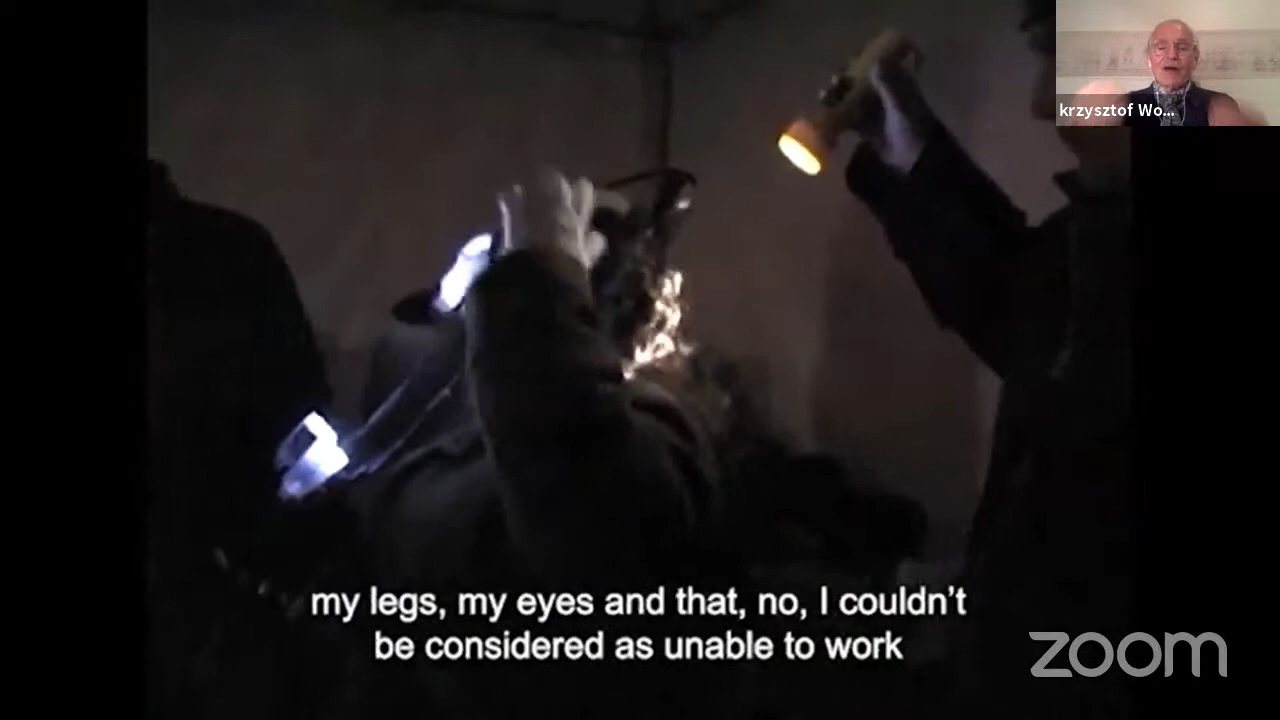 krzysztof Wo...
my legs, my eyes and that, no, I couldn't
be considered as unable to work
zoom